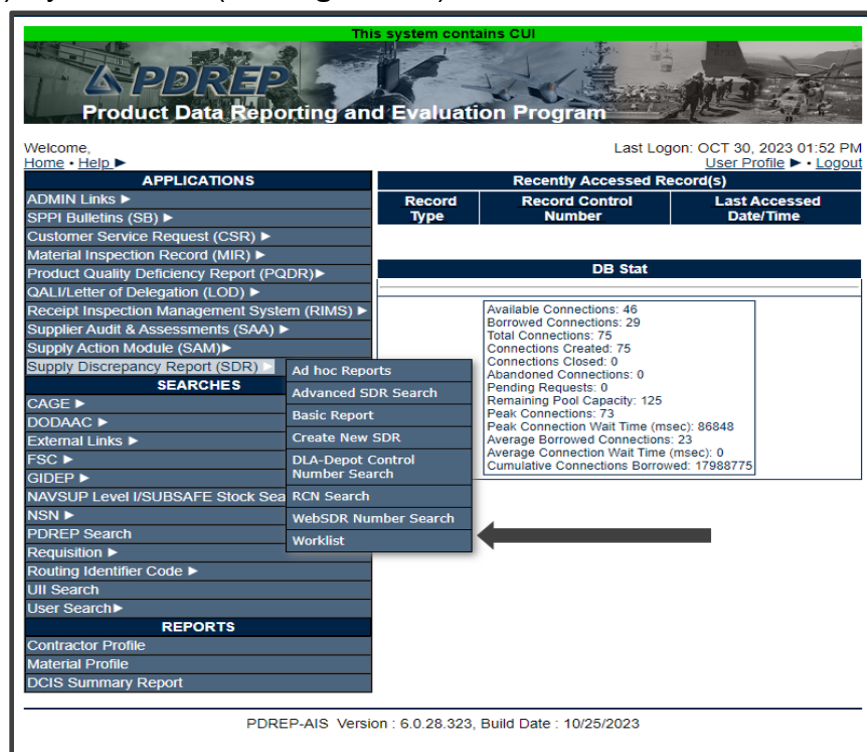 This system contains CUI
PDREP
Product Data Reporting and Evaluation Program
Welcome,
Last Logon: OCT 30, 2023 01:52 PM
Home • Help ►
User Profile ► • Logout
APPLICATIONS
ADMIN Links ►
SPPI Bulletins (SB) ►
Customer Service Request (CSR) ►
Material Inspection Record (MIR) ►
Product Quality Deficiency Report (PQDR)►
QALI/Letter of Delegation (LOD) ►
Receipt Inspection Management System (RIMS) ►
Supplier Audit & Assessments (SAA) ►
Supply Action Module (SAM)►
Supply Discrepancy Report (SDR) ►
Ad hoc Reports
Advanced SDR Search
Basic Report
Create New SDR
DLA-Depot Control
Number Search
RCN Search
WebSDR Number Search
Worklist
SEARCHES
CAGE ►
DODAAC ►
External Links ►
FSC ►
GIDEP ►
NAVSUP Level I/SUBSAFE Stock Sea
NSN ►
PDREP Search
Requisition ►
Routing Identifier Code ►
UII Search
User Search►
REPORTS
Contractor Profile
Material Profile
DCIS Summary Report
Recently Accessed Record(s)
Record Type
Record Control Number
Last Accessed Date/Time
DB Stat
Available Connections: 46
Borrowed Connections: 29
Total Connections: 75
Connections Created: 75
Connections Closed: 0
Abandoned Connections: 0
Pending Requests: 0
Remaining Pool Capacity: 125
Peak Connections: 73
Peak Connection Wait Time (msec): 86848
Average Borrowed Connections: 23
Average Connection Wait Time (msec): 0
Cumulative Connections Borrowed: 17988775
PDREP-AIS Version : 6.0.28.323, Build Date : 10/25/2023